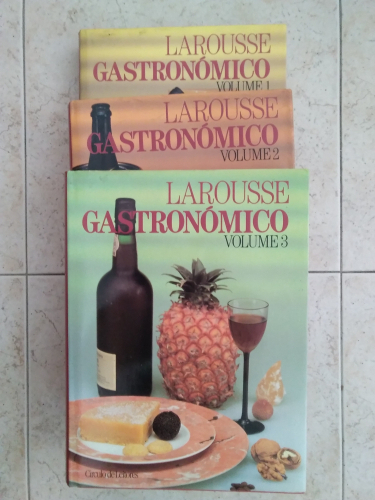 LAROUSSE
GASTRONÓMICO
VOLUME 1
LAROUSSE
GASTRONÓMICO
VOLUME 2
LAROUSSE
GASTRONÓMICO
VOLUME 3
Círculo de Leitores